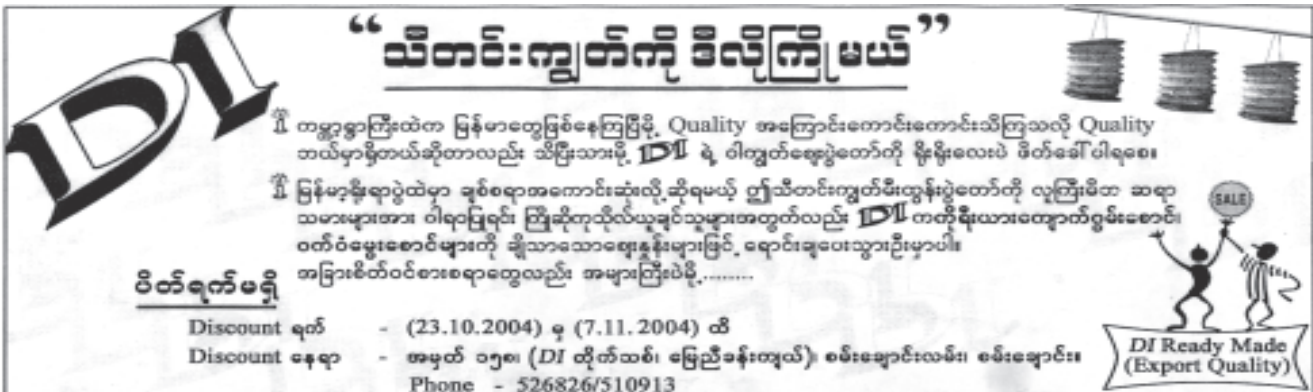 DI
“သီတင်းကျွတ်ကို ဒီလိုကြိုမယ်”
ကမ္ဘာ့ရွာကြီးထဲက မြန်မာတွေဖြစ်နေကြပြီမို့ Quality အကြောင်းကောင်းကောင်းသိကြသလို Quality
ဘယ်မှာရှိတယ်ဆိုတာလည်း သိပြီးသားမို့ DI ရဲ့ ဝါကျွတ်ဈေးပွဲတော်ကို ရိုးရိုးလေးပဲ ဖိတ်ခေါ်ပါရစေ။
မြန်မာ့ရိုးရာပွဲထဲမှာ ချစ်စရာအကောင်းဆုံးလို့ဆိုရမယ့် ဤသီတင်းကျွတ်မီးထွန်းပွဲတော်ကို လူကြီးမိဘ ဆရာ
သမားများအား ဝါရဝပြုရင်း ကြိုဆိုကုသိုလ်ယူချင်သူများအတွက်လည်း DI ကကိုရီးယားကျောက်ဂွမ်းစောင်၊
ဝက်ဝံမွေးစောင်များကို ချိုသာသောဈေးနှုန်းများဖြင့် ရောင်းချပေးသွားဦးမှာပါ။
အခြားစိတ်ဝင်စားစရာတွေလည်း အများကြီးပဲမို့ .........
ပိတ်ရက်မရှိ
Discount ရက် - (23.10.2004) မှ (7.11.2004) ထိ
Discount နေရာ - အမှတ် ၁၅၈၊ (DI တိုက်သစ်၊ မြေညီခန်းကျယ်)၊ စမ်းချောင်းလမ်း၊ စမ်းချောင်း။
Phone - 526826/510913
SALE
DI Ready Made
(Export Quality)